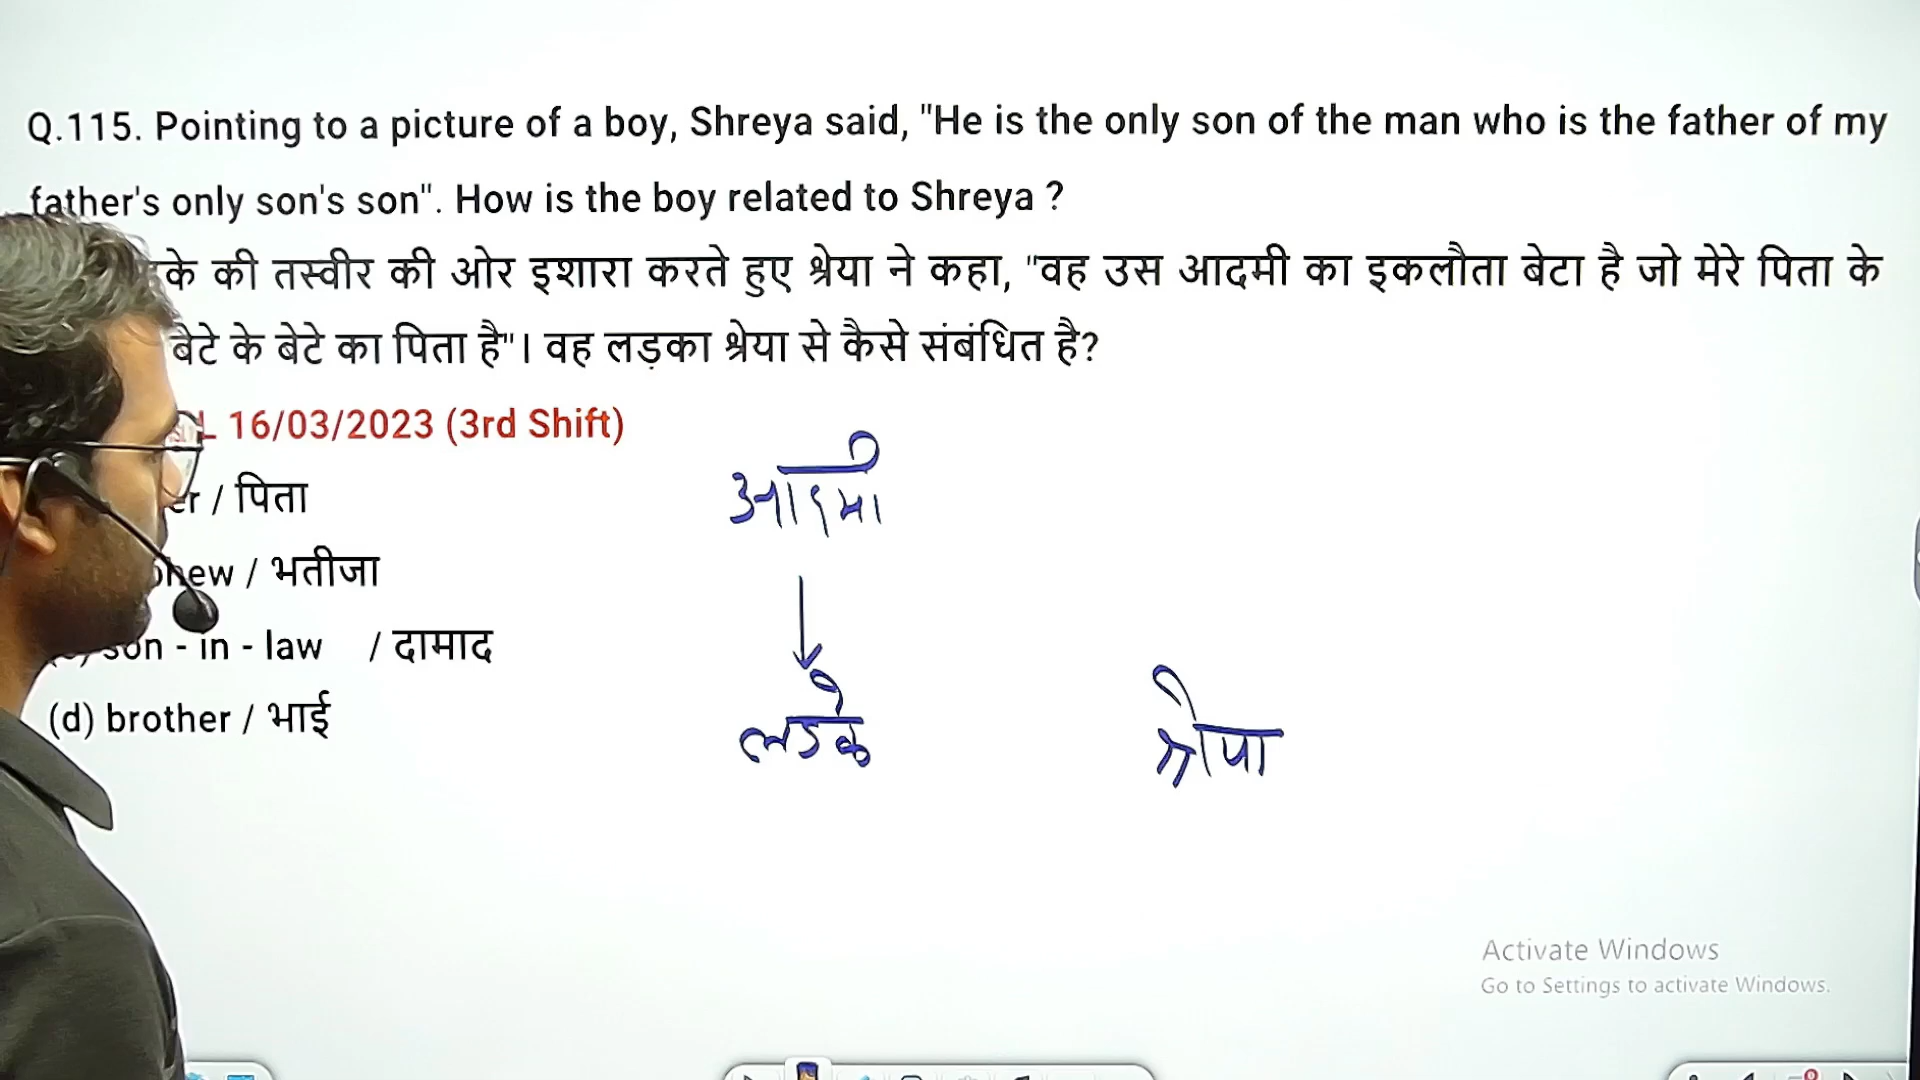 Q.115. Pointing to a picture of a boy, Shreya said, "He is the only son of the man who is the father of my
father's only son's son". How is the boy related to Shreya ?
के की तस्वीर की ओर इशारा करते हुए श्रेया ने कहा, "वह उस आदमी का इकलौता बेटा है जो मेरे पिता के
बेटे के बेटे का पिता है"। वह लड़का श्रेया से कैसे संबंधित है?
16/03/2023 (3rd Shift)
/ पिता
/ भतीजा
son - in - law / दामाद
(d) brother / भाई
आदमी
लडके
श्रेया
Activate Windows
Go to Settings to activate Windows.